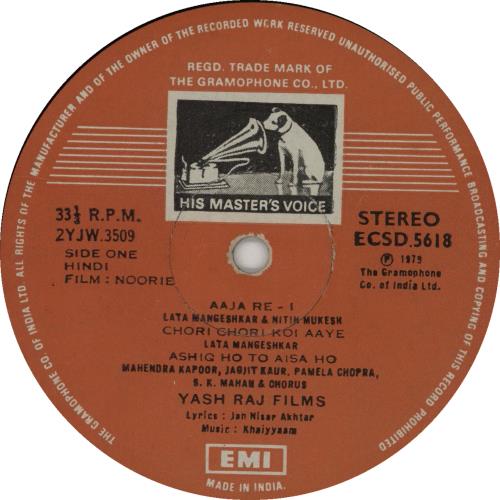 THE GRAMOPHONE CO. OF INDIA LTD. ALL RIGHTS OF THE MANUFACTURER AND OF THE OWNER OF THE RECORDED WORK RESERVED UNAUTHORISED PUBLIC PERFORMANCE BROADCASTING AND COPYING OF THIS RECORD PROHIBITED
REGD. TRADE MARK OF
THE GRAMOPHONE CO., LTD.
HIS MASTER'S VOICE
33⅓ R.P.M.
2YJW.3509
SIDE ONE
HINDI
FILM : NOORIE
STEREO
ECSD.5618
℗ 1979
The Gramophone
Co. of India Ltd.
AAJA RE - I
LATA MANGESHKAR & NITIN MUKESH
CHORI CHORI KOI AAYE
LATA MANGESHKAR
ASHIQ HO TO AISA HO
MAHENDRA KAPOOR, JAGJIT KAUR, PAMELA CHOPRA,
S. K. MAHAN & CHORUS
YASH RAJ FILMS
Lyrics : Jan Nisar Akhtar
Music : Khaiyyaam
EMI
MADE IN INDIA.